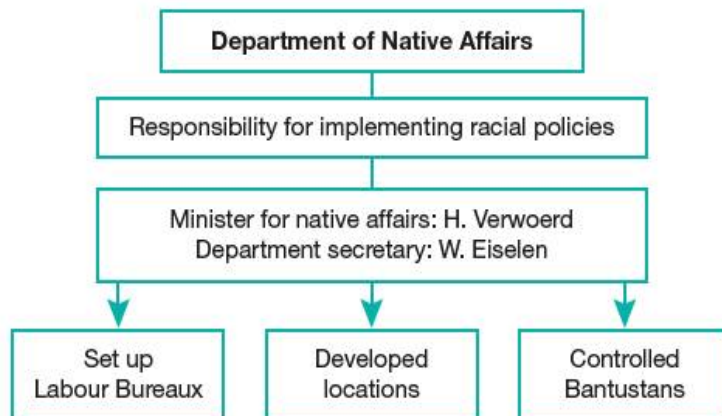 Department of Native Affairs
Responsibility for implementing racial policies
Minister for native affairs: H. Verwoerd
Department secretary: W. Eiselen
Set up
Labour Bureaux
Developed
locations
Controlled
Bantustans